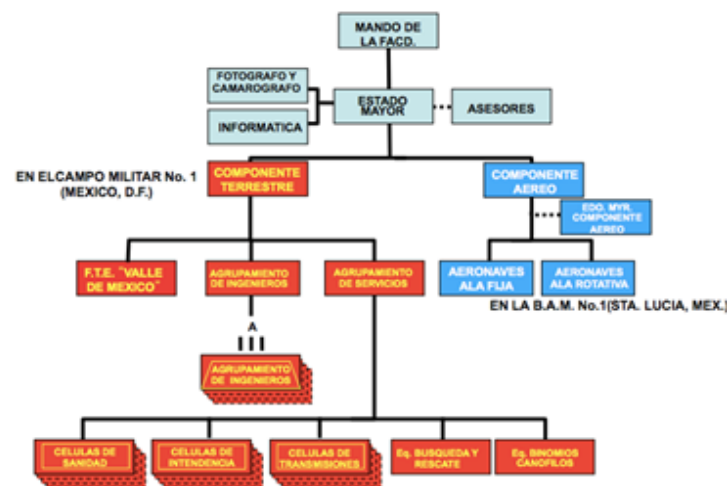 MANDO DE
LA FACD.
FOTOGRAFO Y
CAMAROGRAFO
ESTADO
MAYOR
ASESORES
INFORMATICA
EN ELCAMPO MILITAR No. 1
(MEXICO, D.F.)
COMPONENTE
TERRESTRE
COMPONENTE
AEREO
EDO. MYR.
COMPONENTE
AEREO
F.T.E. "VALLE
DE MEXICO"
AGRUPAMIENTO
DE INGENIEROS
AGRUPAMIENTO
DE SERVICIOS
AERONAVES
ALA FIJA
AERONAVES
ALA ROTATIVA
EN LA B.A.M. No.1(STA. LUCIA, MEX.)
A
III
AGRUPAMIENTO
DE INGENIEROS
CELULAS DE
SANIDAD
CELULAS DE
INTENDENCIA
CELULAS DE
TRANSMISIONES
Eq. BUSQUEDA Y
RESCATE
Eq. BINOMIOS
CANOFILOS